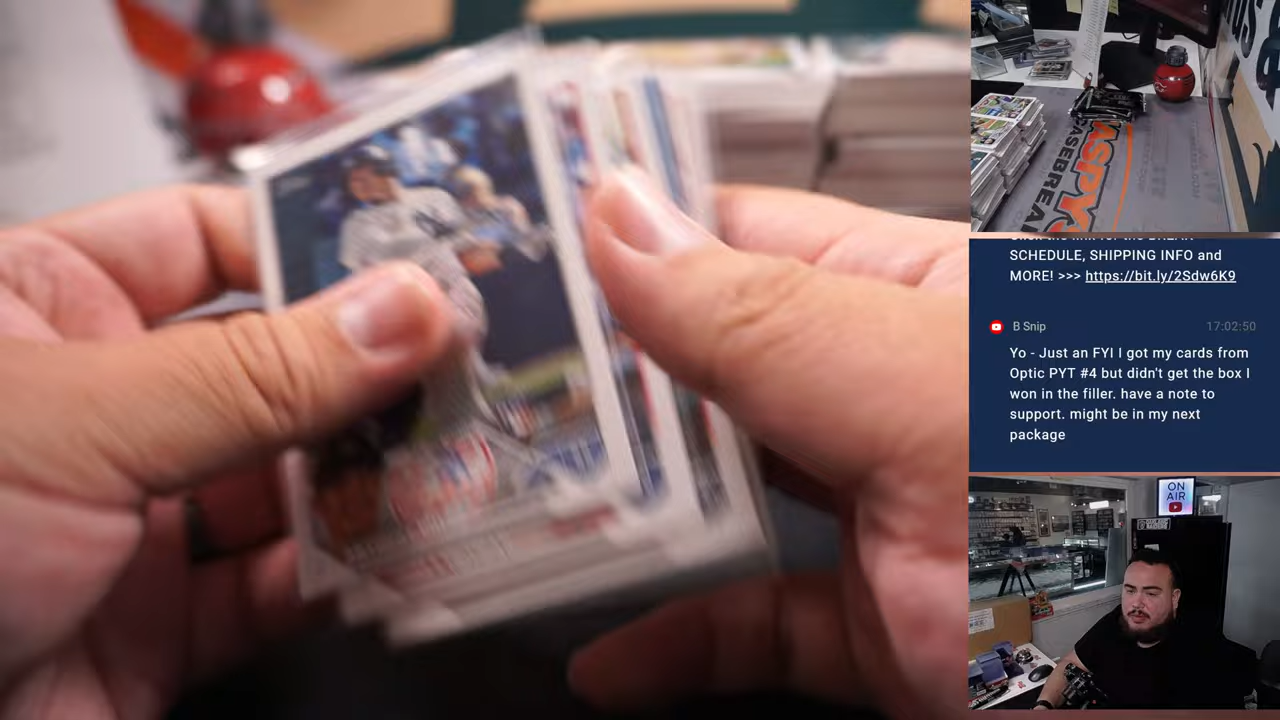 SCHEDULE, SHIPPING INFO and
MORE! >>> https://bit.ly/2Sdw6K9
B Snip 17:02:50
Yo - Just an FYI I got my cards from
Optic PYT #4 but didn't get the box I
won in the filler. have a note to
support. might be in my next
package
ON
AIR